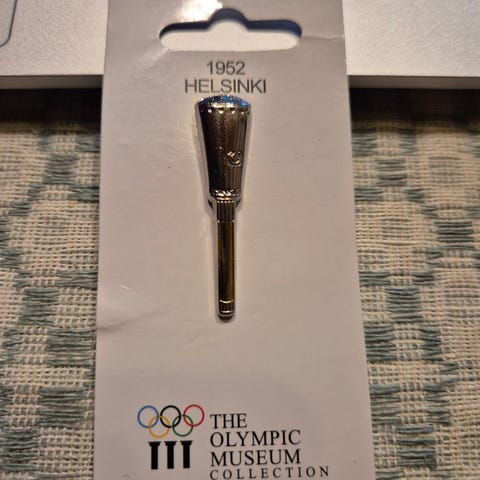 1952
HELSINKI
THE
OLYMPIC
MUSEUM
COLLECTION